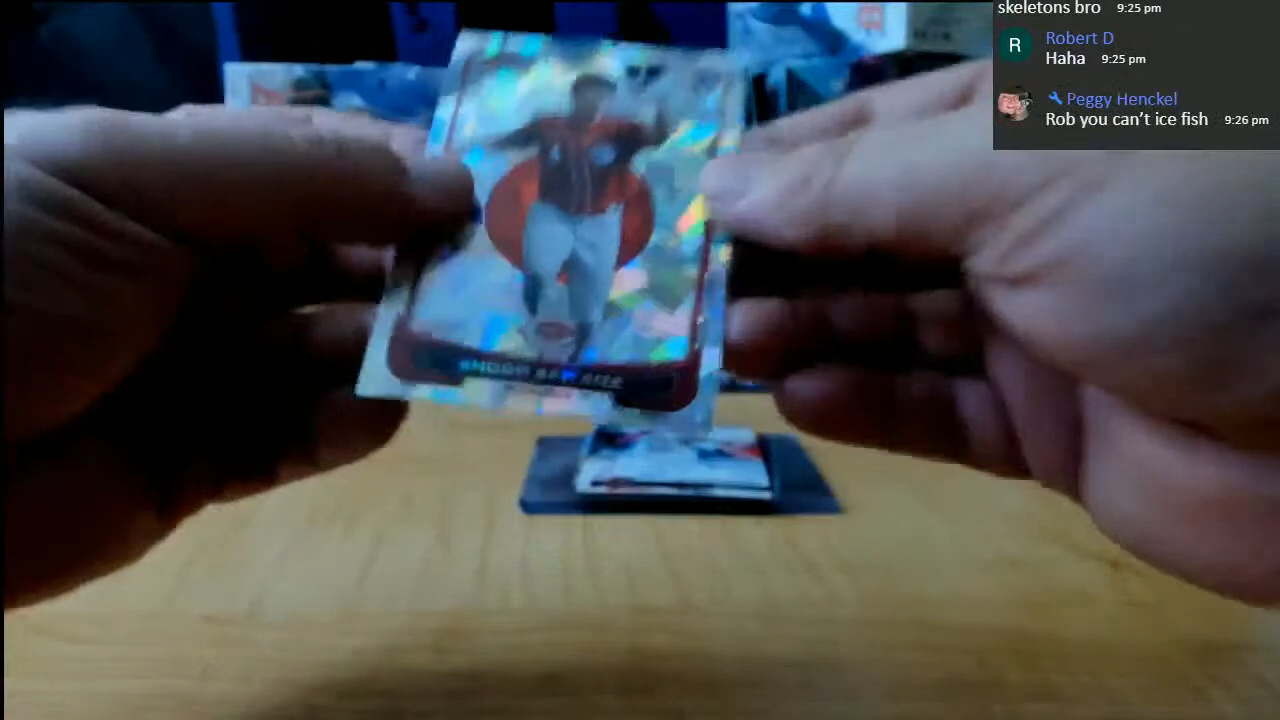 skeletons bro 9:25 pm
R Robert D
Haha 9:25 pm
Peggy Henckel
Rob you can’t ice fish 9:26 pm